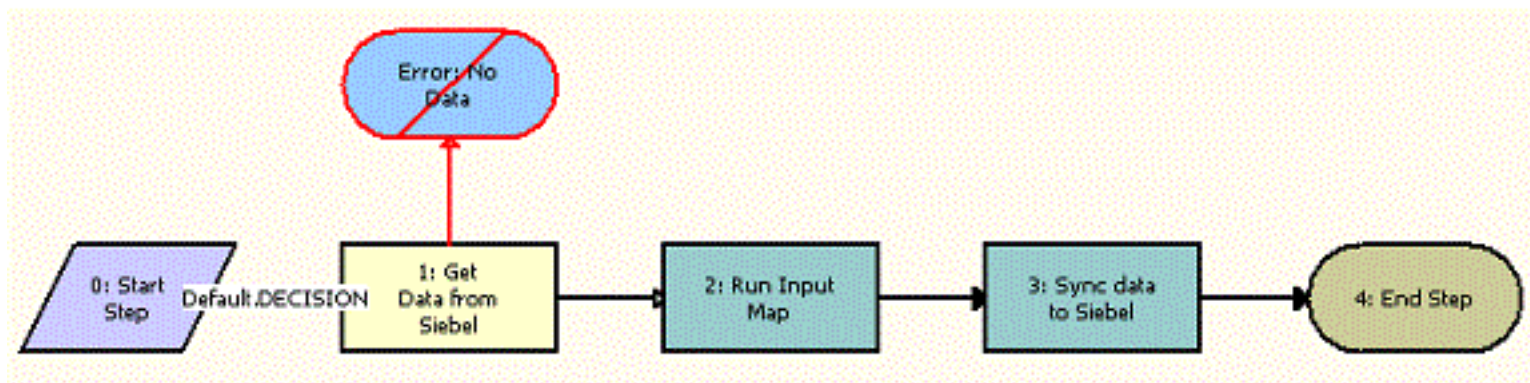 Error: No
Data
0: Start
Step
Default.DECISION
1: Get
Data from
Siebel
2: Run Input
Map
3: Sync data
to Siebel
4: End Step